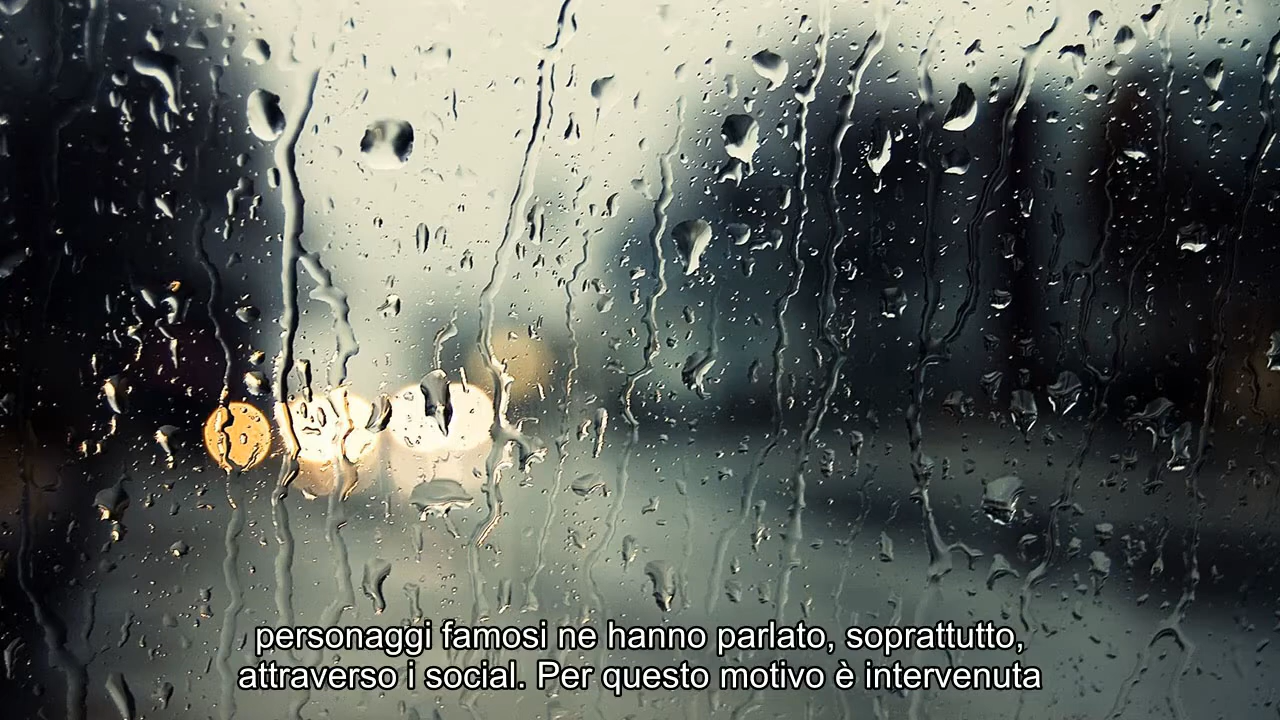 personaggi famosi ne hanno parlato, soprattutto,
attraverso i social. Per questo motivo è intervenuta